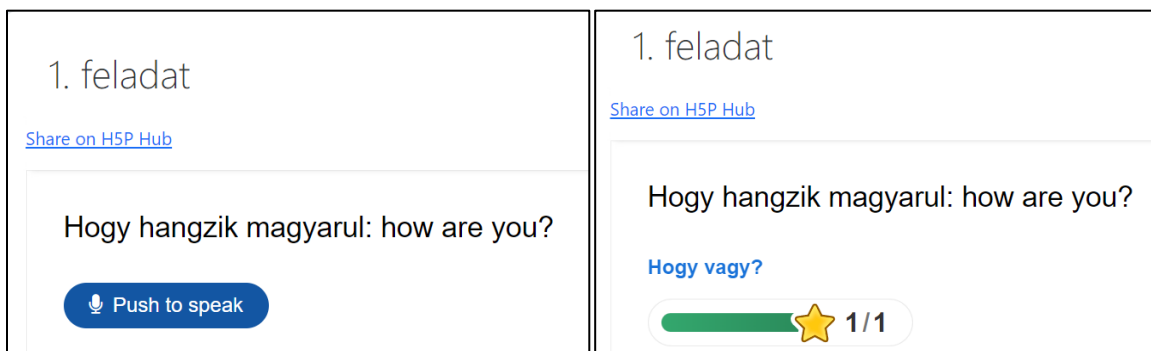 1. feladat
Share on H5P Hub
Hogy hangzik magyarul: how are you?
Push to speak
1. feladat
Share on H5P Hub
Hogy hangzik magyarul: how are you?
Hogy vagy?
1/1